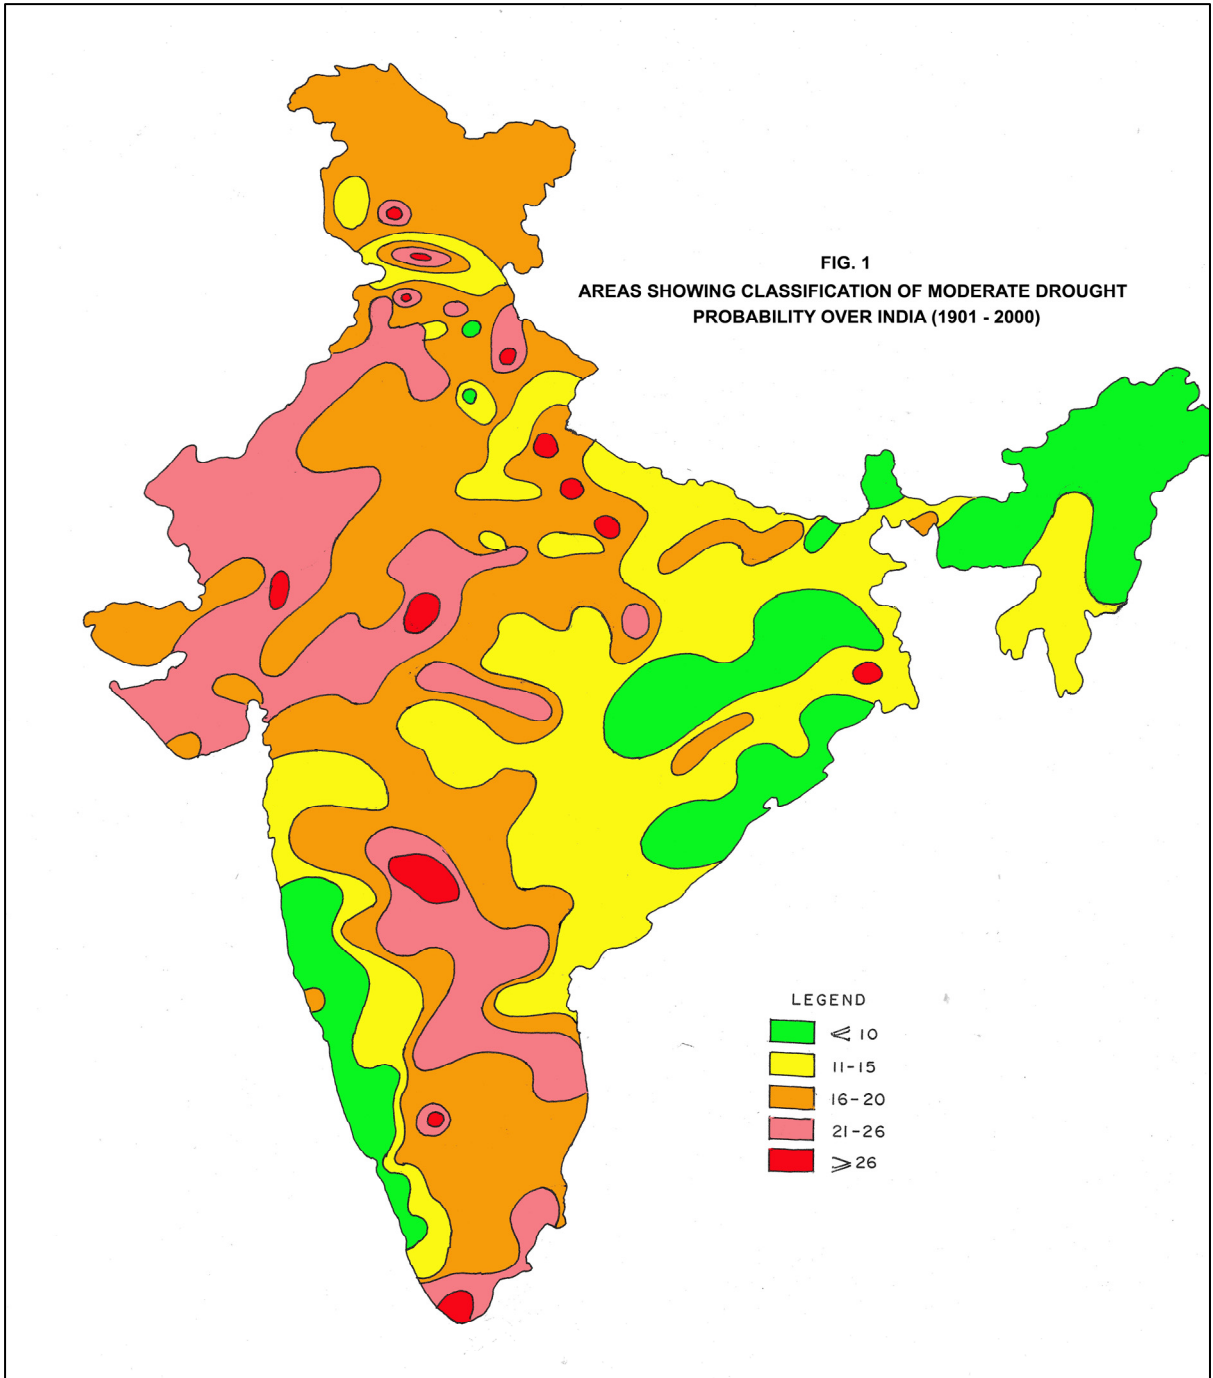 FIG. 1
AREAS SHOWING CLASSIFICATION OF MODERATE DROUGHT
PROBABILITY OVER INDIA (1901 - 2000)
LEGEND
⩽ 10
11-15
16-20
21-26
⩾ 26